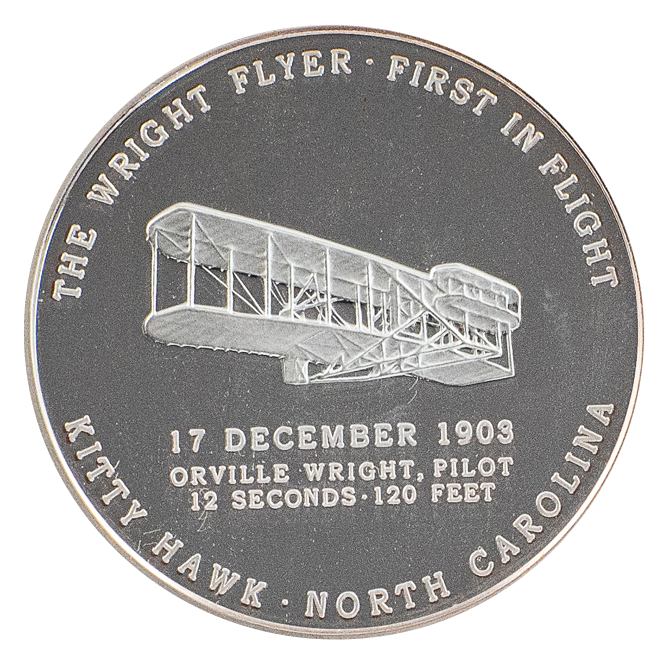 THE WRIGHT FLYER · FIRST IN FLIGHT
17 DECEMBER 1903
ORVILLE WRIGHT, PILOT
12 SECONDS · 120 FEET
KITTY HAWK · NORTH CAROLINA